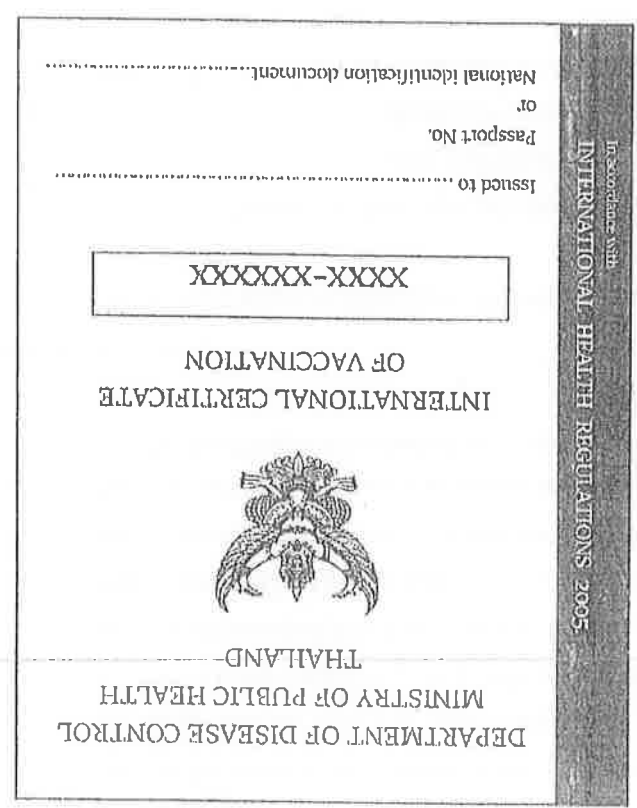 DEPARTMENT OF DISEASE CONTROL
MINISTRY OF PUBLIC HEALTH
THAILAND
INTERNATIONAL CERTIFICATE
OF VACCINATION
XXXX-XXXXXXX
Issued to ..........................................................
Passport No.
or
National identification document..............................
In accordance with
INTERNATIONAL HEALTH REGULATIONS 2005